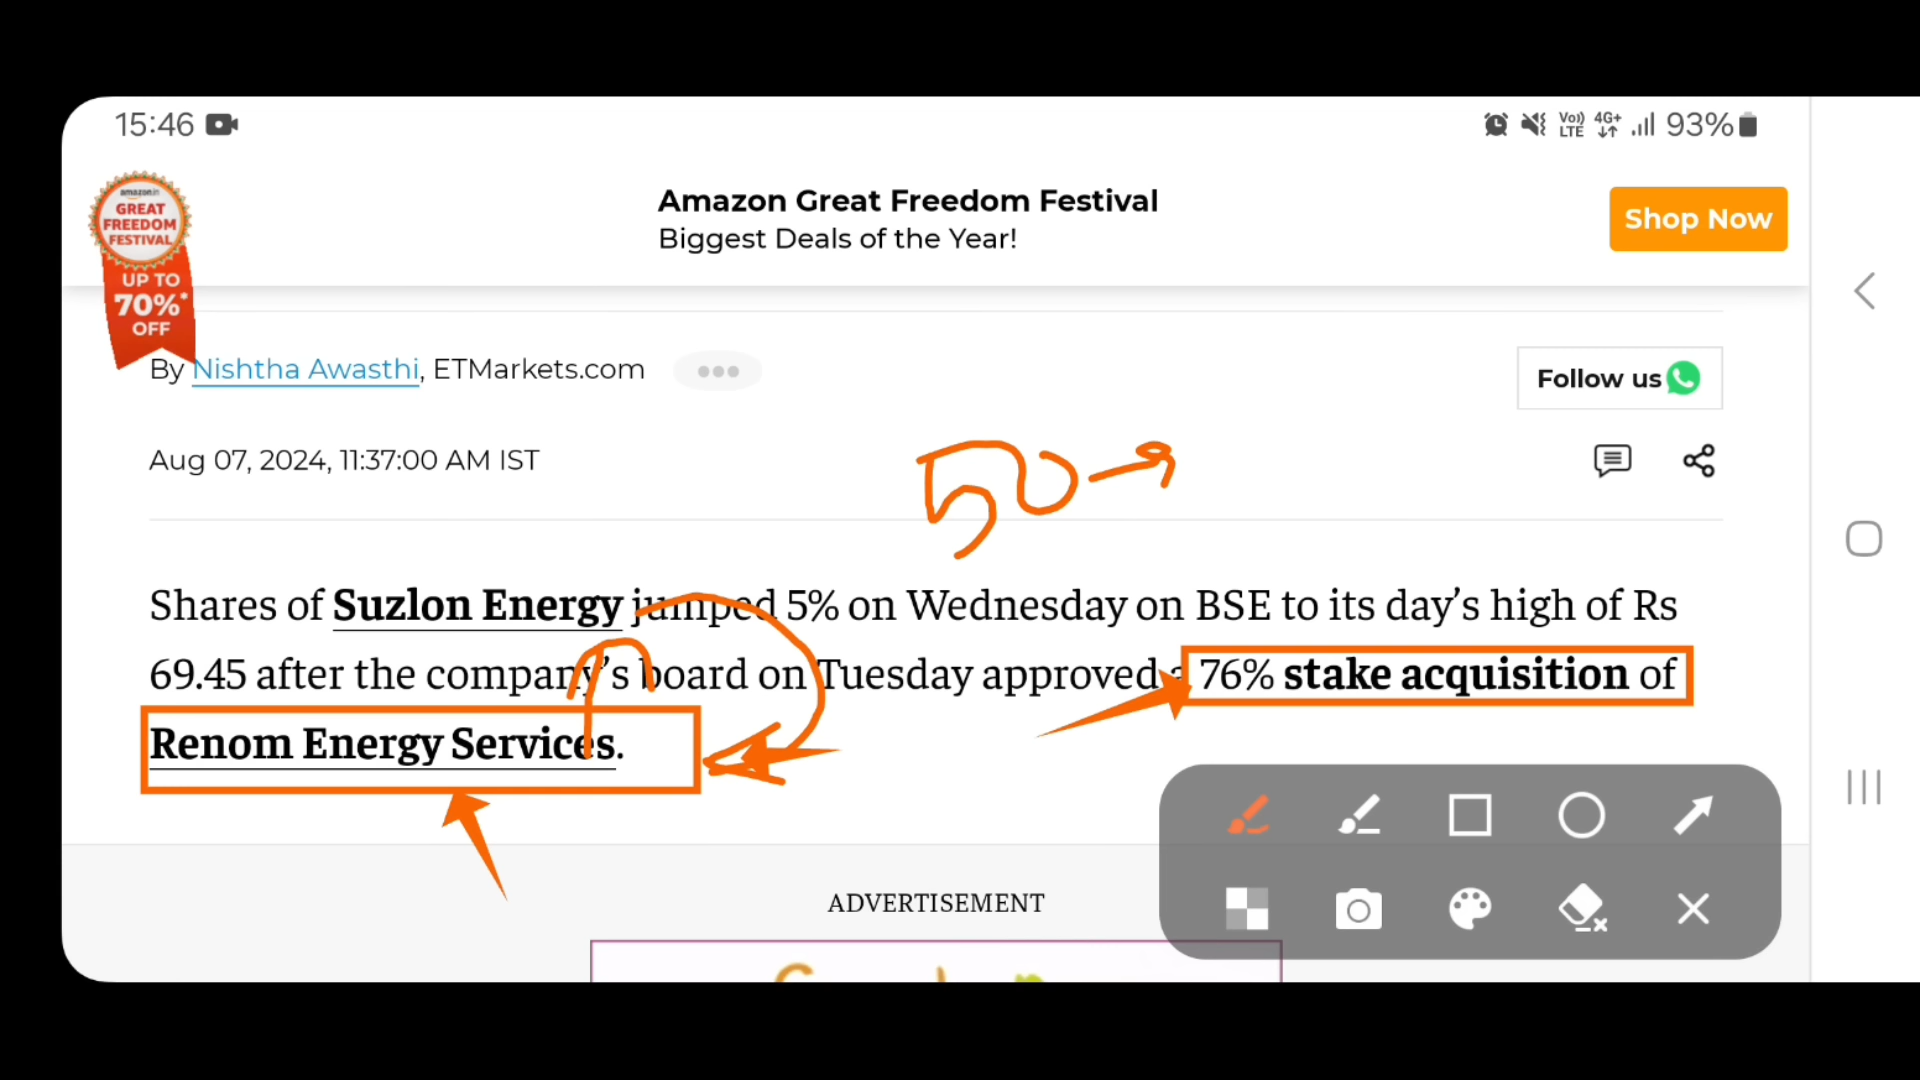 15:46
Vo)) LTE 4G+ 93%
amazon.in
GREAT
FREEDOM
FESTIVAL
UP TO
70%*
OFF
Amazon Great Freedom Festival
Biggest Deals of the Year!
Shop Now
By Nishtha Awasthi, ETMarkets.com
Follow us
Aug 07, 2024, 11:37:00 AM IST
50
Shares of Suzlon Energy jumped 5% on Wednesday on BSE to its day’s high of Rs
69.45 after the company’s board on Tuesday approved a 76% stake acquisition of
Renom Energy Services.
ADVERTISEMENT